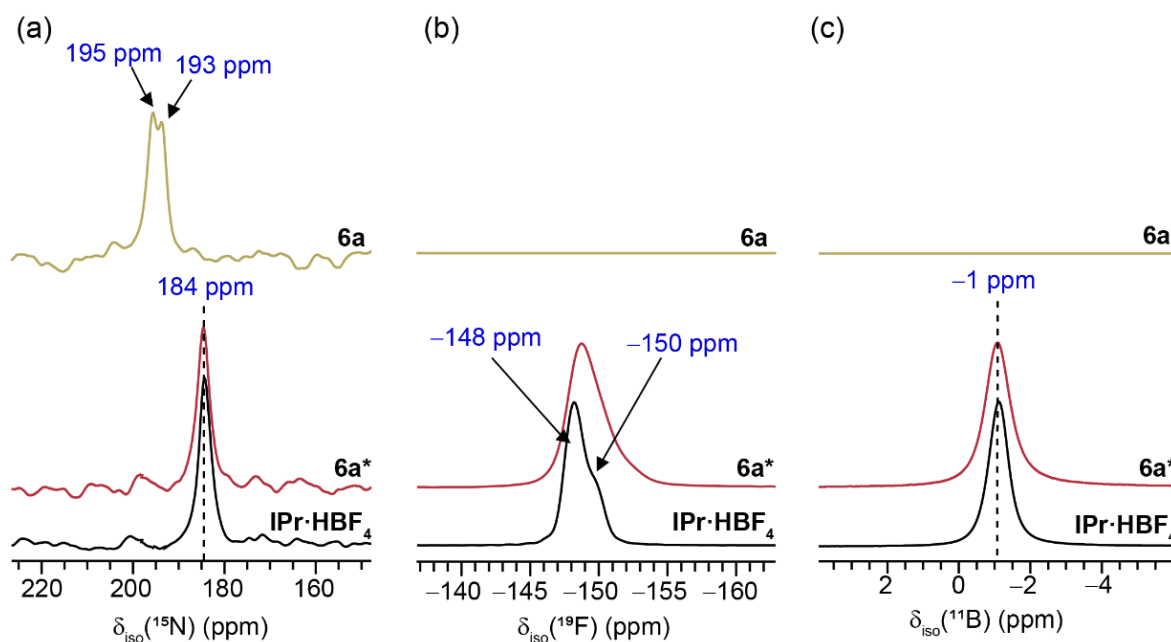 (a)
195 ppm
193 ppm
6a
184 ppm
6a*
IPr·HBF₄
220 200 180 160
δiso(¹⁵N) (ppm)
(b)
6a
−148 ppm
−150 ppm
6a*
IPr·HBF₄
−140 −145 −150 −155 −160
δiso(¹⁹F) (ppm)
(c)
6a
−1 ppm
6a*
IPr·HBF₄
2 0 −2 −4
δiso(¹¹B) (ppm)